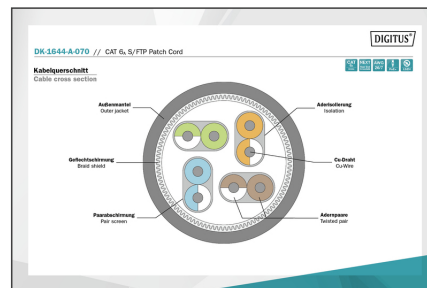 DIGITUS®
DK-1644-A-070 // CAT 6A S/FTP Patch Cord
Kabelquerschnitt
Cable cross section
Außenmantel
Outer jacket
Aderisolierung
Isolation
Geflechtschirmung
Braid shield
Cu-Draht
Cu-Wire
Paarabschirmung
Pair screen
Adernpaare
Twisted pair